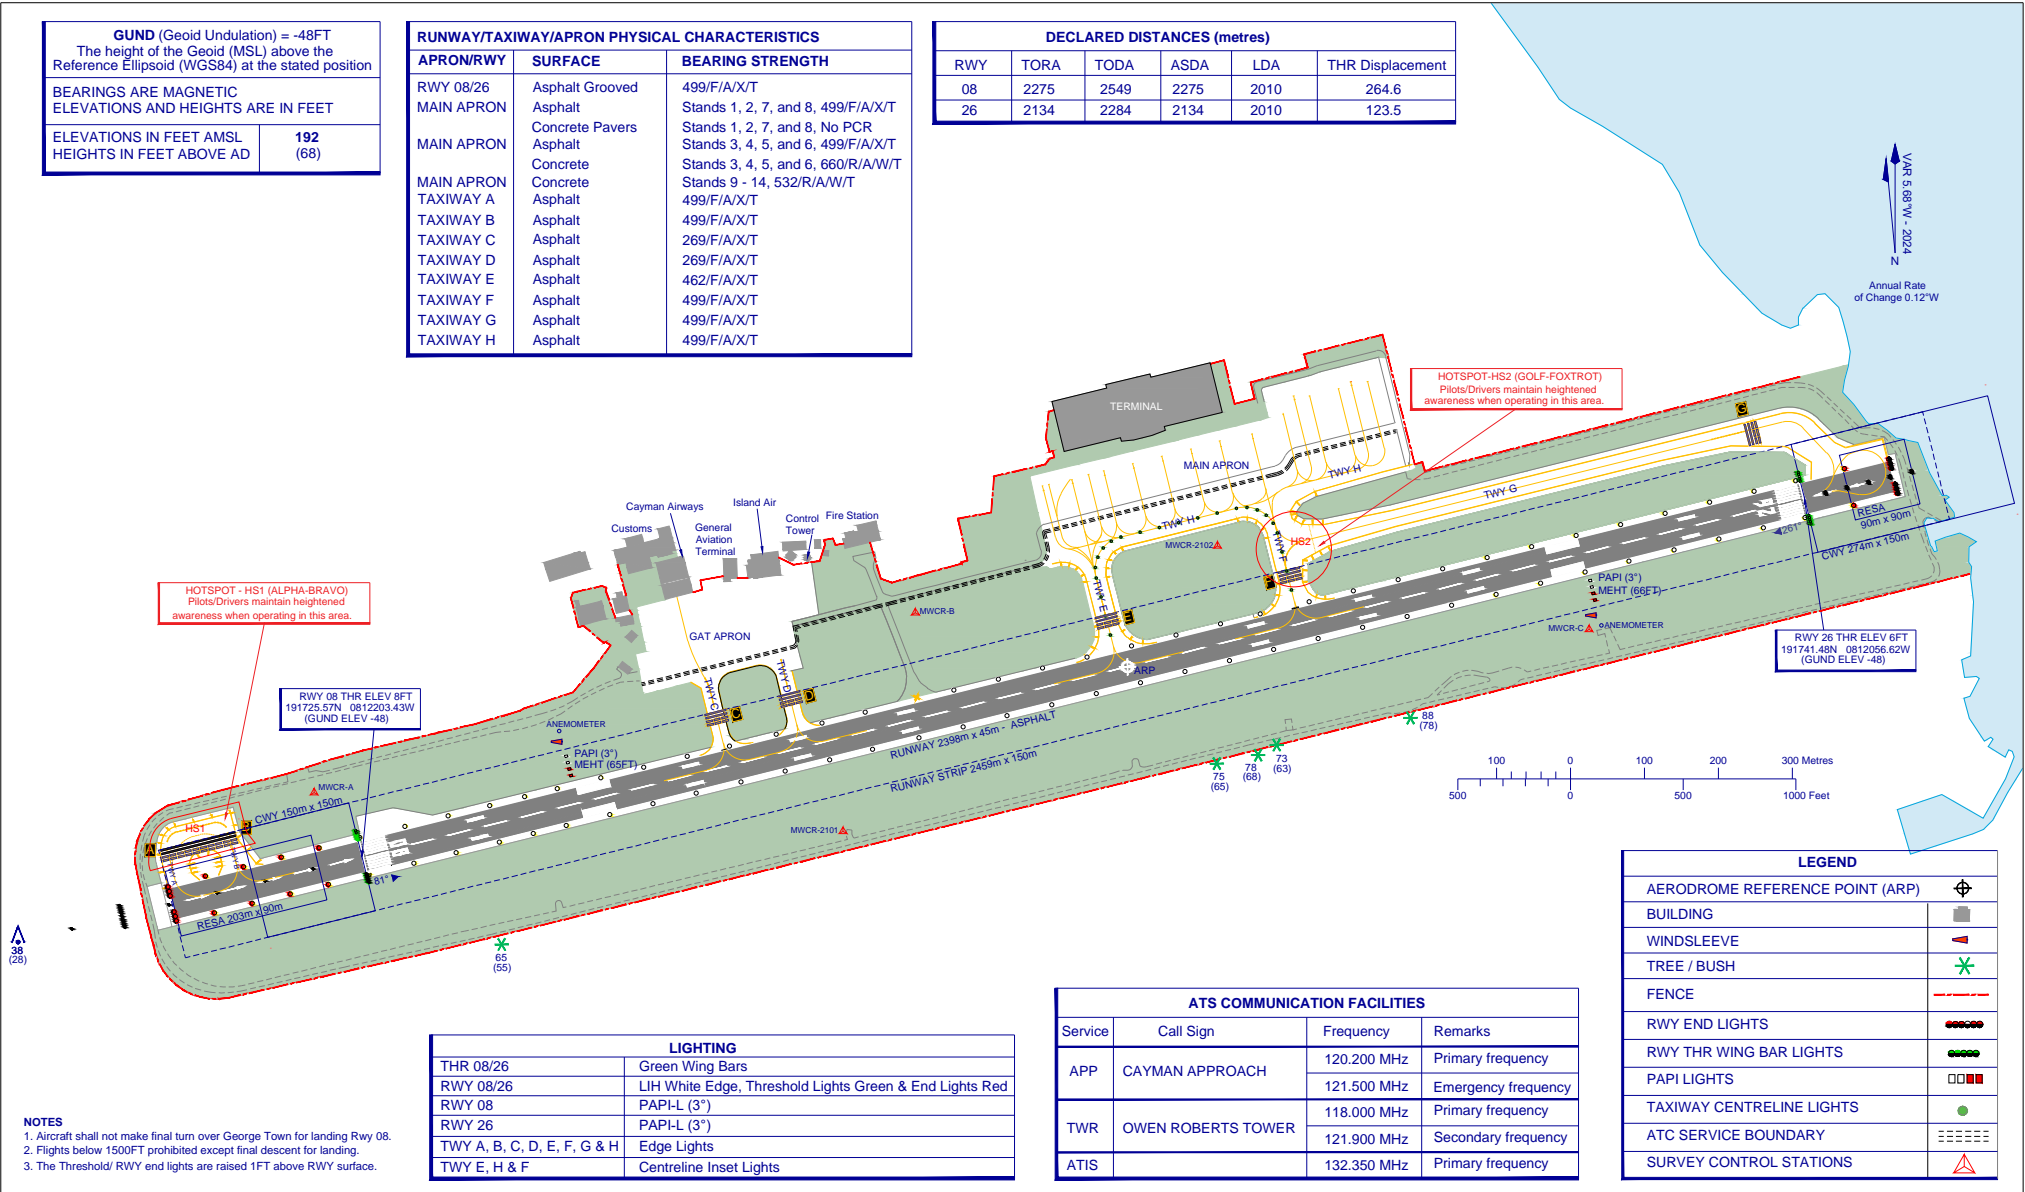 GUND (Geoid Undulation) = -48FT
The height of the Geoid (MSL) above the
Reference Ellipsoid (WGS84) at the stated position
BEARINGS ARE MAGNETIC
ELEVATIONS AND HEIGHTS ARE IN FEET
ELEVATIONS IN FEET AMSL 192
HEIGHTS IN FEET ABOVE AD (68)
RUNWAY/TAXIWAY/APRON PHYSICAL CHARACTERISTICS
APRON/RWY SURFACE BEARING STRENGTH
RWY 08/26 Asphalt Grooved 499/F/A/X/T
MAIN APRON Asphalt Stands 1, 2, 7, and 8, 499/F/A/X/T
Concrete Pavers Stands 1, 2, 7, and 8, No PCR
MAIN APRON Asphalt Stands 3, 4, 5, and 6, 499/F/A/X/T
Concrete Stands 3, 4, 5, and 6, 660/R/A/W/T
MAIN APRON Concrete Stands 9 - 14, 532/R/A/W/T
TAXIWAY A Asphalt 499/F/A/X/T
TAXIWAY B Asphalt 499/F/A/X/T
TAXIWAY C Asphalt 269/F/A/X/T
TAXIWAY D Asphalt 269/F/A/X/T
TAXIWAY E Asphalt 462/F/A/X/T
TAXIWAY F Asphalt 499/F/A/X/T
TAXIWAY G Asphalt 499/F/A/X/T
TAXIWAY H Asphalt 499/F/A/X/T
DECLARED DISTANCES (metres)
RWY TORA TODA ASDA LDA THR Displacement
08 2275 2549 2275 2010 264.6
26 2134 2284 2134 2010 123.5
VAR 5.68°W - 2024
N
Annual Rate
of Change 0.12°W
HOTSPOT-HS2 (GOLF-FOXTROT)
Pilots/Drivers maintain heightened
awareness when operating in this area.
TERMINAL
G
MAIN APRON
TWY H
TWY G
TWY H
HS2
TWY F
F
MWCR-2102
RESA
90m x 90m
261°
CWY 274m x 150m
Cayman Airways
Island Air
Customs
General
Aviation
Terminal
Control
Tower
Fire Station
PAPI (3°)
MEHT (66FT)
MWCR-C
ANEMOMETER
HOTSPOT - HS1 (ALPHA-BRAVO)
Pilots/Drivers maintain heightened
awareness when operating in this area.
MWCR-B
TWY E
E
GAT APRON
RWY 26 THR ELEV 6FT
191741.48N 0812056.62W
(GUND ELEV -48)
ARP
TWY C
C
TWY D
D
RWY 08 THR ELEV 8FT
191725.57N 0812203.43W
(GUND ELEV -48)
ANEMOMETER
PAPI (3°)
MEHT (65FT)
RUNWAY 2398m x 45m - ASPHALT
RUNWAY STRIP 2459m x 150m
88
(78)
73
(63)
78
(68)
75
(65)
100 0 100 200 300 Metres
500 0 500 1000 Feet
MWCR-A
CWY 150m x 150m
HS1
A
B
TWY A
TWY B
08
81°
RESA 203m x 90m
MWCR-2101
38
(28)
65
(55)
LEGEND
AERODROME REFERENCE POINT (ARP)
BUILDING
WINDSLEEVE
TREE / BUSH
FENCE
RWY END LIGHTS
RWY THR WING BAR LIGHTS
PAPI LIGHTS
TAXIWAY CENTRELINE LIGHTS
ATC SERVICE BOUNDARY
SURVEY CONTROL STATIONS
ATS COMMUNICATION FACILITIES
Service Call Sign Frequency Remarks
APP CAYMAN APPROACH 120.200 MHz Primary frequency
121.500 MHz Emergency frequency
TWR OWEN ROBERTS TOWER 118.000 MHz Primary frequency
121.900 MHz Secondary frequency
ATIS 132.350 MHz Primary frequency
LIGHTING
THR 08/26 Green Wing Bars
RWY 08/26 LIH White Edge, Threshold Lights Green & End Lights Red
RWY 08 PAPI-L (3°)
RWY 26 PAPI-L (3°)
TWY A, B, C, D, E, F, G & H Edge Lights
TWY E, H & F Centreline Inset Lights
NOTES
1. Aircraft shall not make final turn over George Town for landing Rwy 08.
2. Flights below 1500FT prohibited except final descent for landing.
3. The Threshold/ RWY end lights are raised 1FT above RWY surface.